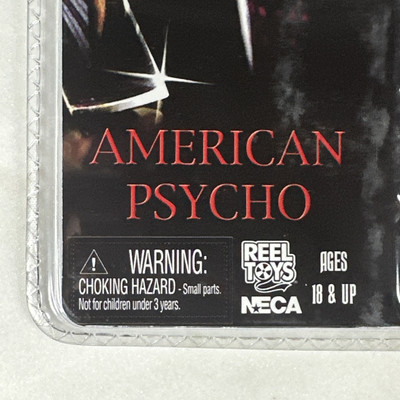 AMERICAN
PSYCHO
WARNING:
CHOKING HAZARD - Small parts.
Not for children under 3 years.
REEL
TOYS
NECA
AGES
18 & UP